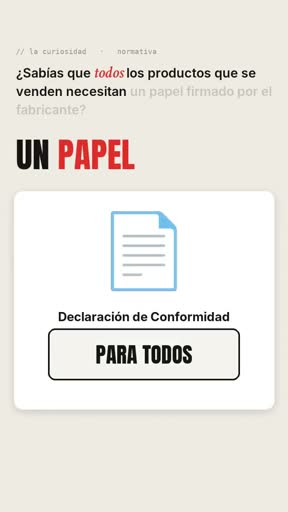 // la curiosidad · normativa
¿Sabías que todos los productos que se
venden necesitan un papel firmado por el
fabricante?
UN PAPEL
Declaración de Conformidad
PARA TODOS